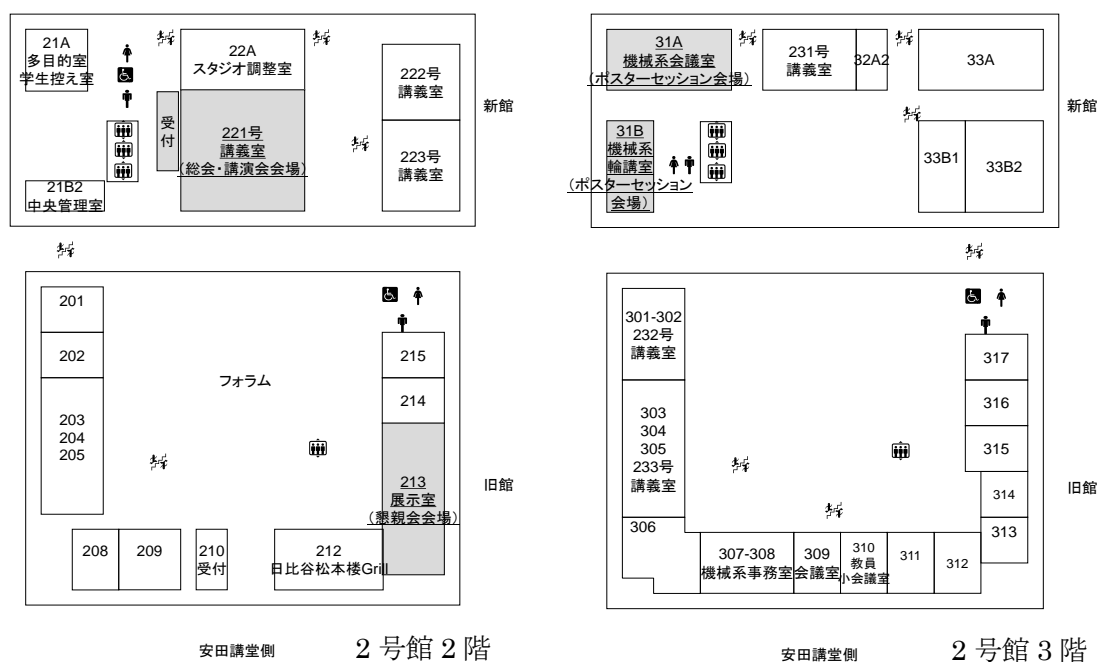 21A
多目的室
学生控え室
22A
スタジオ調整室
222号
講義室
新館
受付
221号
講義室
(総会・講演会会場)
223号
講義室
21B2
中央管理室
201
202
フォラム
215
214
203
204
205
213
展示室
(懇親会会場)
旧館
208
209
210
受付
212
日比谷松本楼Grill
安田講堂側
2号館2階
31A
機械系会議室
(ポスターセッション会場)
231号
講義室
32A2
33A
新館
31B
機械系
輪講室
(ポスターセッション
会場)
33B1
33B2
301-302
232号
講義室
317
316
303
304
305
233号
講義室
315
314
旧館
306
313
307-308
機械系事務室
309
会議室
310
教員
小会議室
311
312
安田講堂側
2号館3階